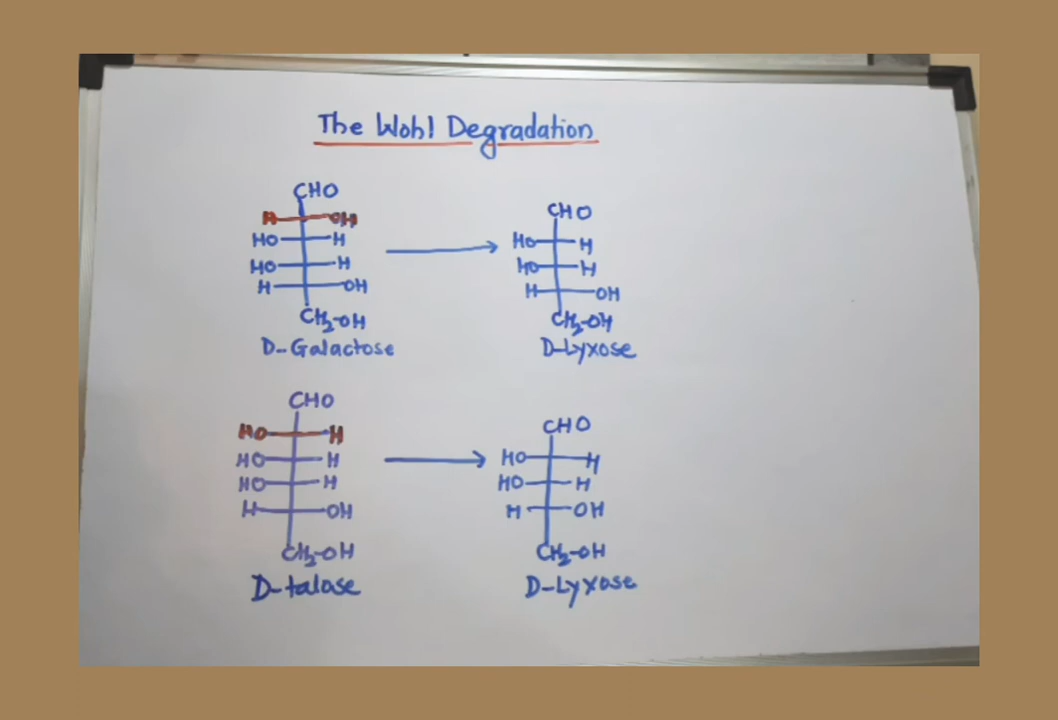 The Wohl Degradation
CHO
H OH
HO H
HO H
H OH
CH2-OH
D-Galactose
CHO
HO H
HO H
H OH
CH2-OH
D-Lyxose
CHO
HO H
HO H
HO H
H OH
CH2-OH
D-talose
CHO
HO H
HO H
H OH
CH2-OH
D-Lyxose